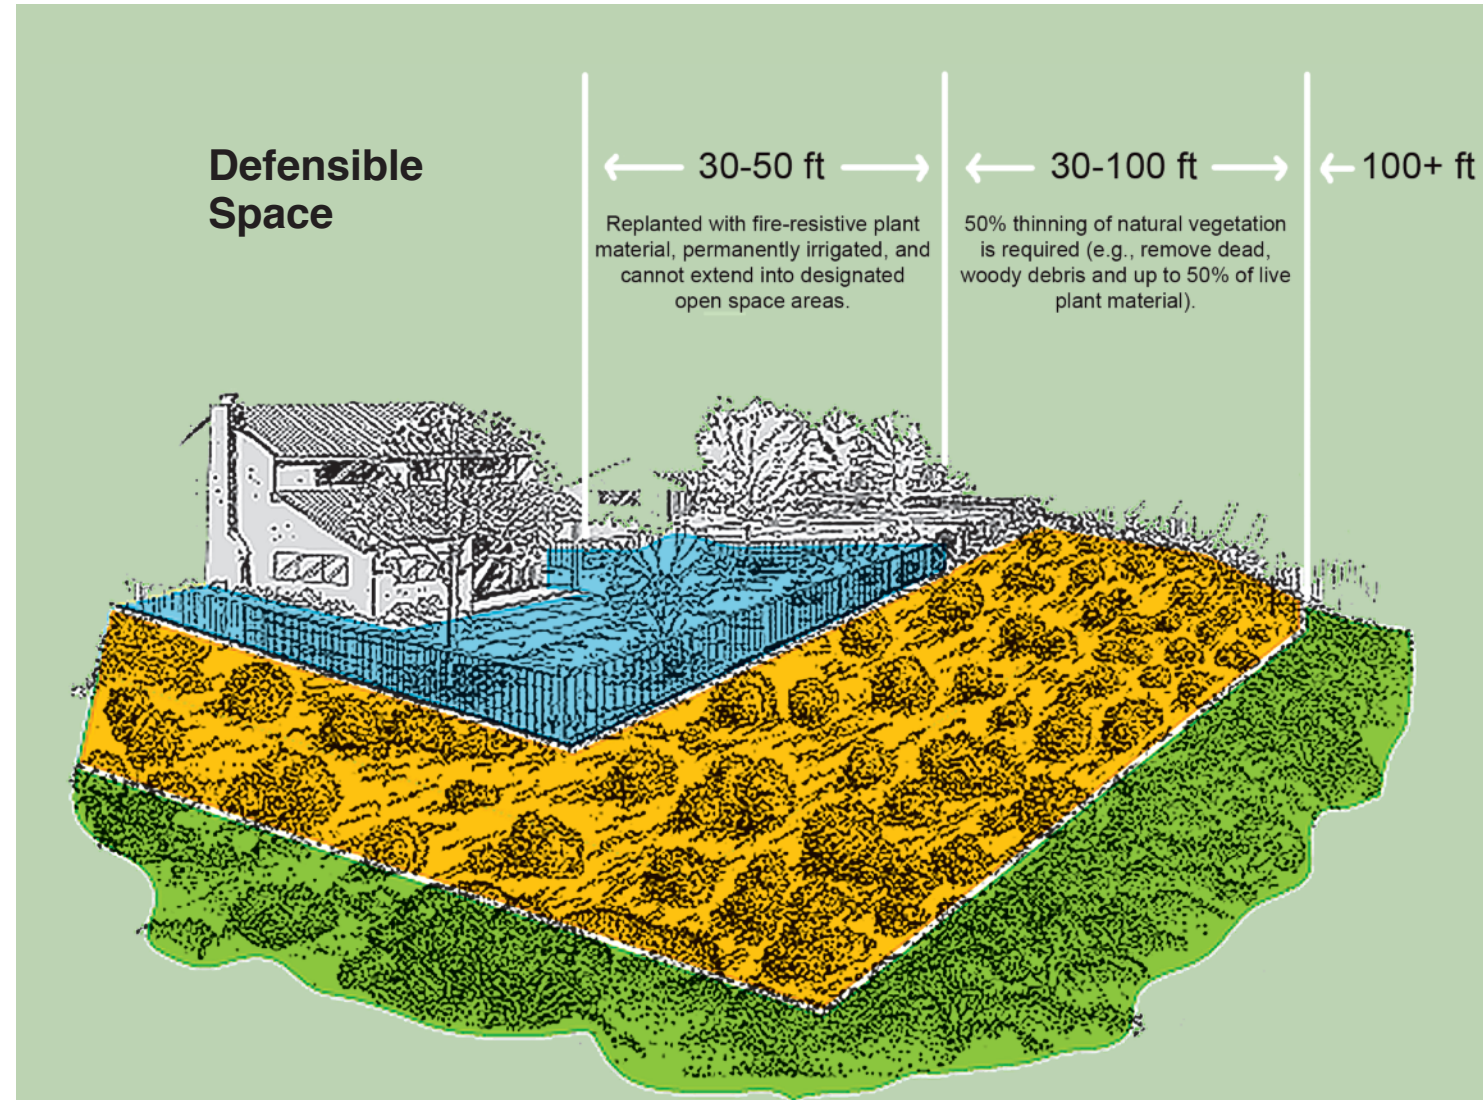 Defensible
Space
30-50 ft
Replanted with fire-resistive plant
material, permanently irrigated, and
cannot extend into designated
open space areas.
30-100 ft
50% thinning of natural vegetation
is required (e.g., remove dead,
woody debris and up to 50% of live
plant material).
100+ ft